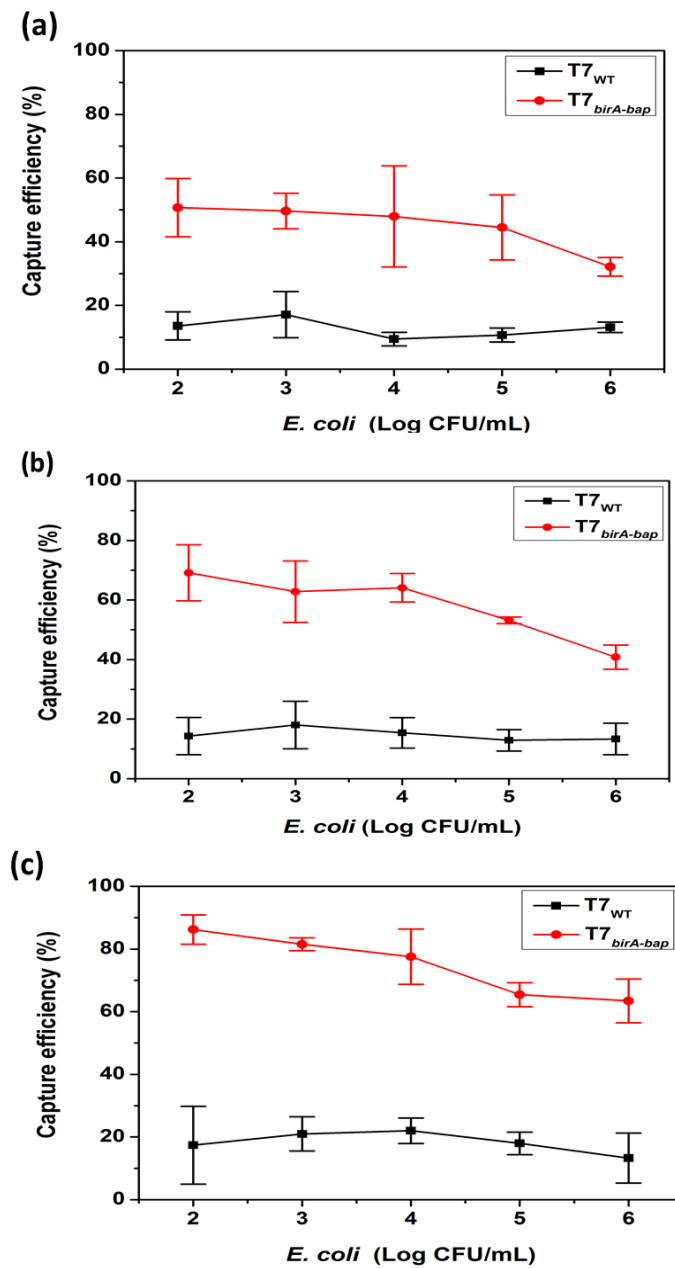 (a)
100
80
60
40
20
0
Capture efficiency (%)
T7WT
T7birA-bap
2 3 4 5 6
E. coli (Log CFU/mL)
(b)
100
80
60
40
20
0
Capture efficiency (%)
T7WT
T7birA-bap
2 3 4 5 6
E. coli (Log CFU/mL)
(c)
100
80
60
40
20
0
Capture efficiency (%)
T7WT
T7birA-bap
2 3 4 5 6
E. coli (Log CFU/mL)